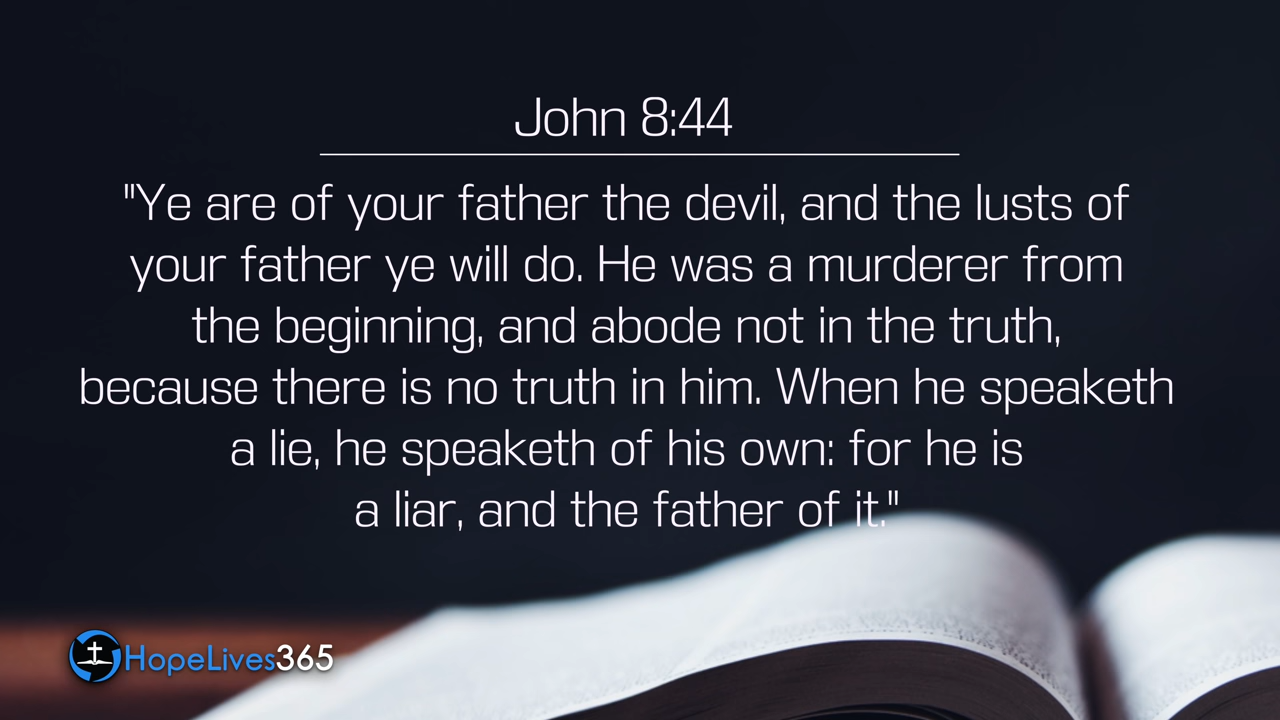 John 8:44
"Ye are of your father the devil, and the lusts of
your father ye will do. He was a murderer from
the beginning, and abode not in the truth,
because there is no truth in him. When he speaketh
a lie, he speaketh of his own: for he is
a liar, and the father of it."
HopeLives365